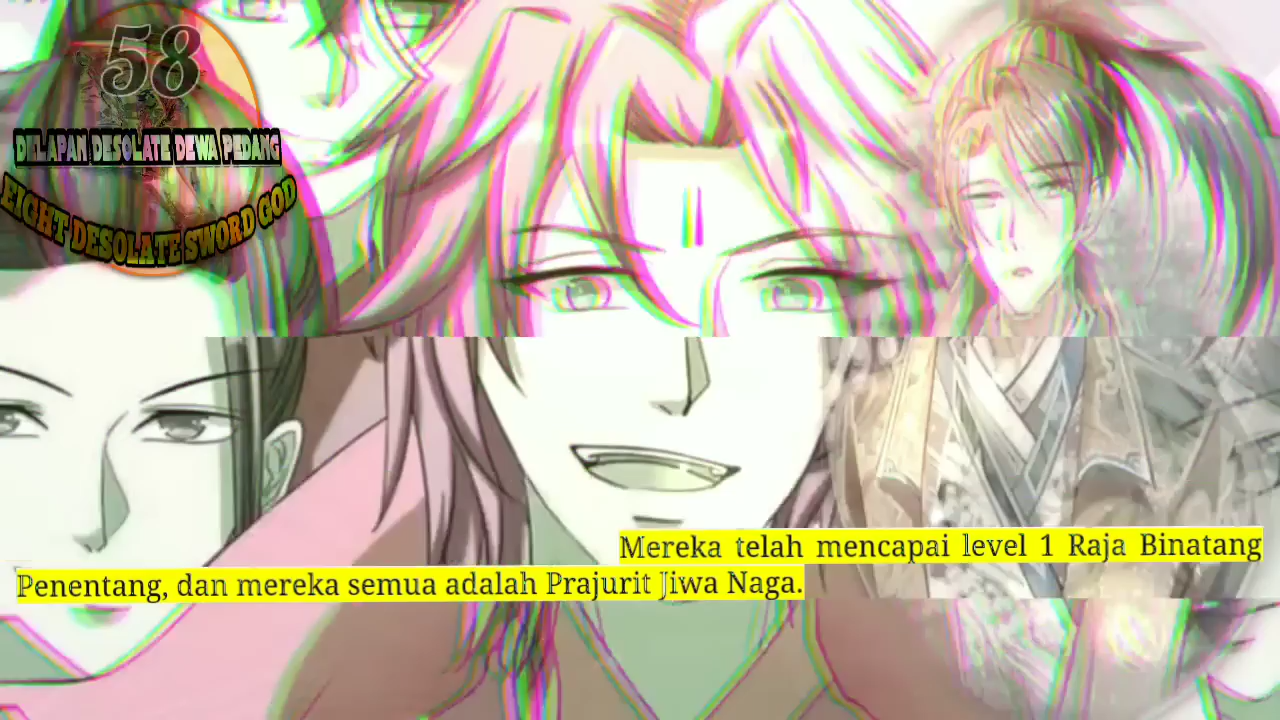 58
DELAPAN DESOLATE DEWA PEDANG
EIGHT DESOLATE SWORD GOD
Mereka telah mencapai level 1 Raja Binatang
Penentang, dan mereka semua adalah Prajurit Jiwa Naga.